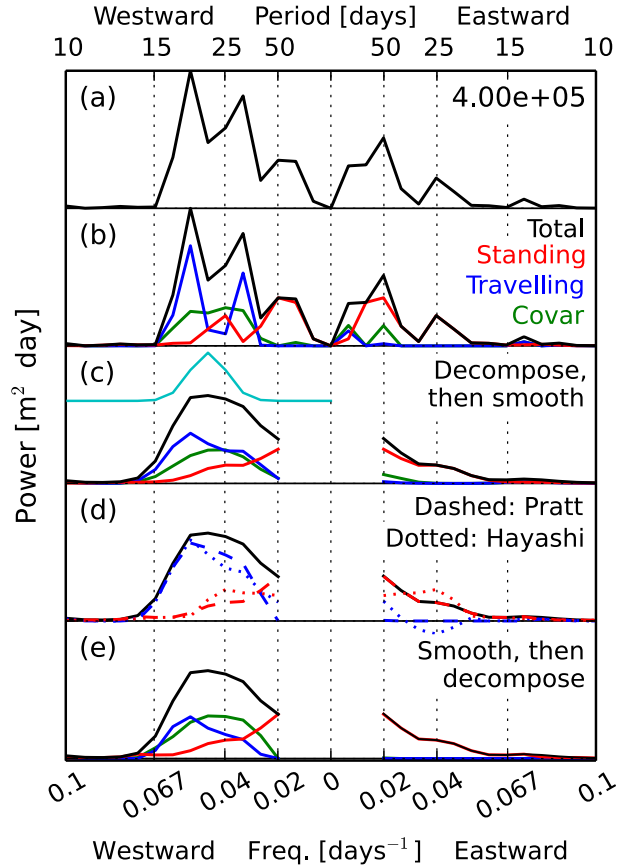 Westward Period [days] Eastward
10 15 25 50 50 25 15 10
(a) 4.00e+05
(b) Total
Standing
Travelling
Covar
(c) Decompose,
then smooth
Power [m² day]
(d) Dashed: Pratt
Dotted: Hayashi
(e) Smooth, then
decompose
0.1 0.067 0.04 0.02 0 0.02 0.04 0.067 0.1
Westward Freq. [days⁻¹] Eastward